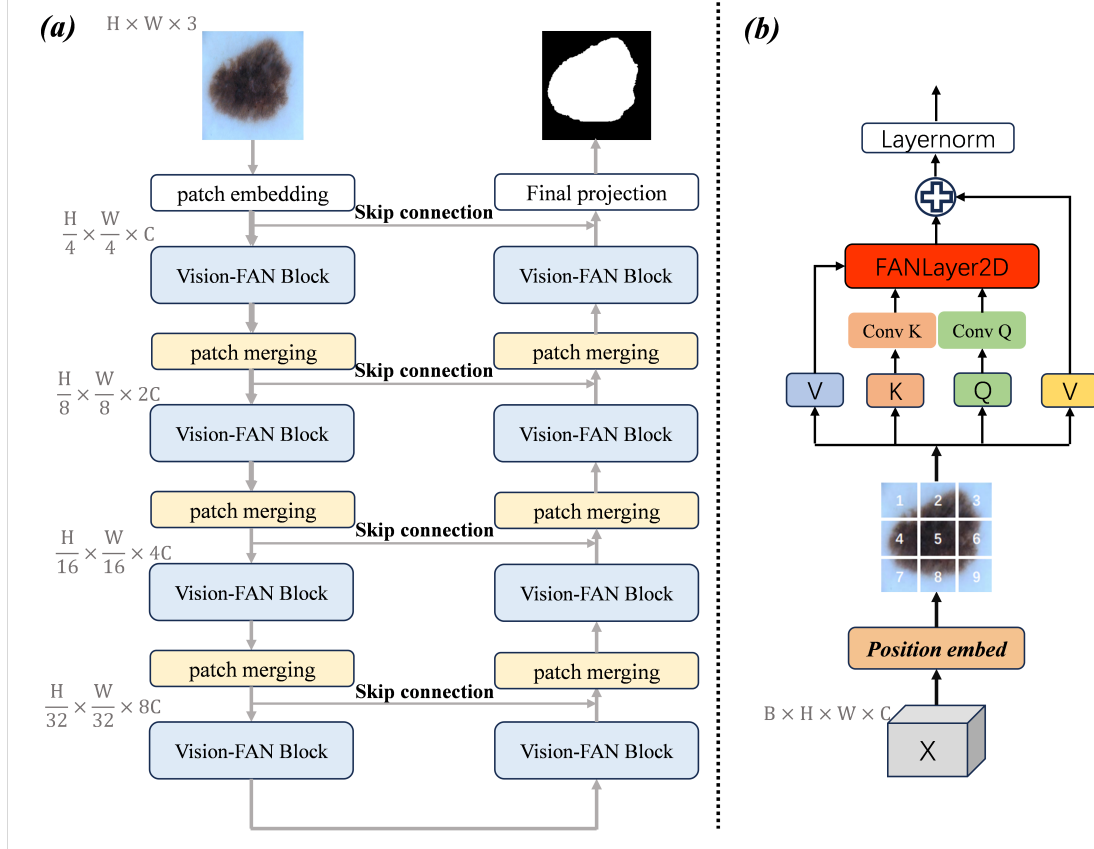 (a)
H × W × 3
patch embedding
Final projection
Skip connection
H/4 × W/4 × C
Vision-FAN Block
Vision-FAN Block
patch merging
patch merging
Skip connection
H/8 × W/8 × 2C
Vision-FAN Block
Vision-FAN Block
patch merging
patch merging
Skip connection
H/16 × W/16 × 4C
Vision-FAN Block
Vision-FAN Block
patch merging
patch merging
Skip connection
H/32 × W/32 × 8C
Vision-FAN Block
Vision-FAN Block
(b)
Layernorm
FANLayer2D
Conv K
Conv Q
V
K
Q
V
1 2 3
4 5 6
7 8 9
Position embed
B × H × W × C
X